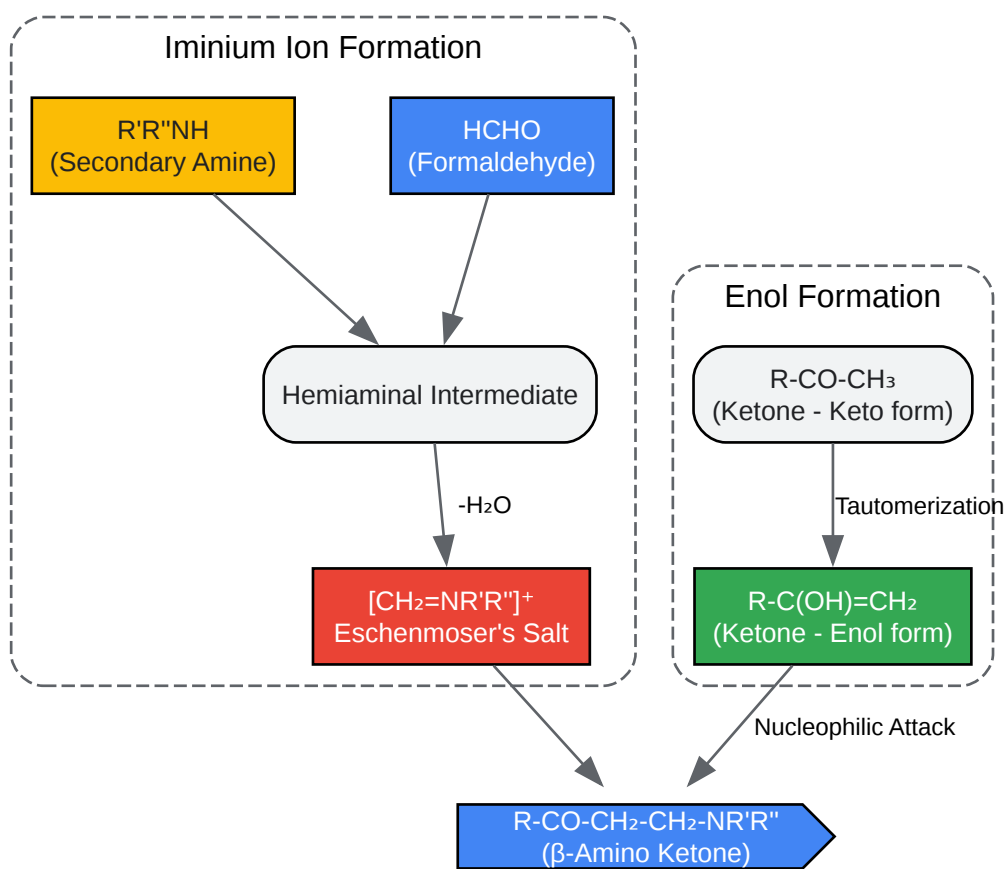 Iminium Ion Formation
R'R"NH
(Secondary Amine)
HCHO
(Formaldehyde)
Hemiaminal Intermediate
-H₂O
[CH₂=NR'R"]⁺
Eschenmoser's Salt
Enol Formation
R-CO-CH₃
(Ketone - Keto form)
Tautomerization
R-C(OH)=CH₂
(Ketone - Enol form)
Nucleophilic Attack
R-CO-CH₂-CH₂-NR'R"
(β-Amino Ketone)